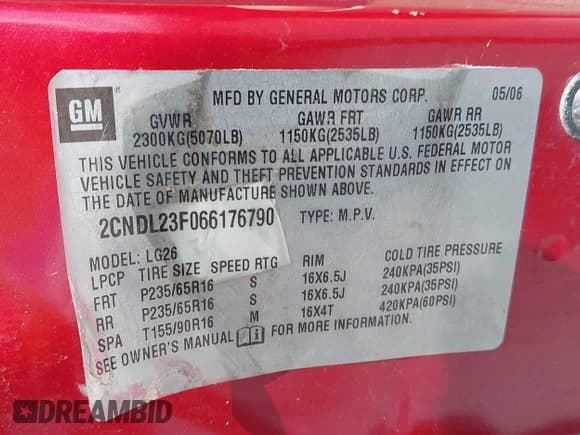 GM
MFD BY GENERAL MOTORS CORP. 05/06
GVWR GAWR FRT GAWR RR
2300KG(5070LB) 1150KG(2535LB) 1150KG(2535LB)
THIS VEHICLE CONFORMS TO ALL APPLICABLE U.S. FEDERAL MOTOR
VEHICLE SAFETY AND THEFT PREVENTION STANDARDS IN EFFECT ON
THE DATE OF MANUFACTURE SHOWN ABOVE.
2CNDL23F066176790 TYPE: M.P.V.
MODEL: LG26
LPCP TIRE SIZE SPEED RTG RIM COLD TIRE PRESSURE
FRT P235/65R16 S 16X6.5J 240KPA(35PSI)
RR P235/65R16 S 16X6.5J 240KPA(35PSI)
SPA T155/90R16 M 16X4T 420KPA(60PSI)
SEE OWNER'S MANUAL FOR MORE INFORMATION.
DREAMBID